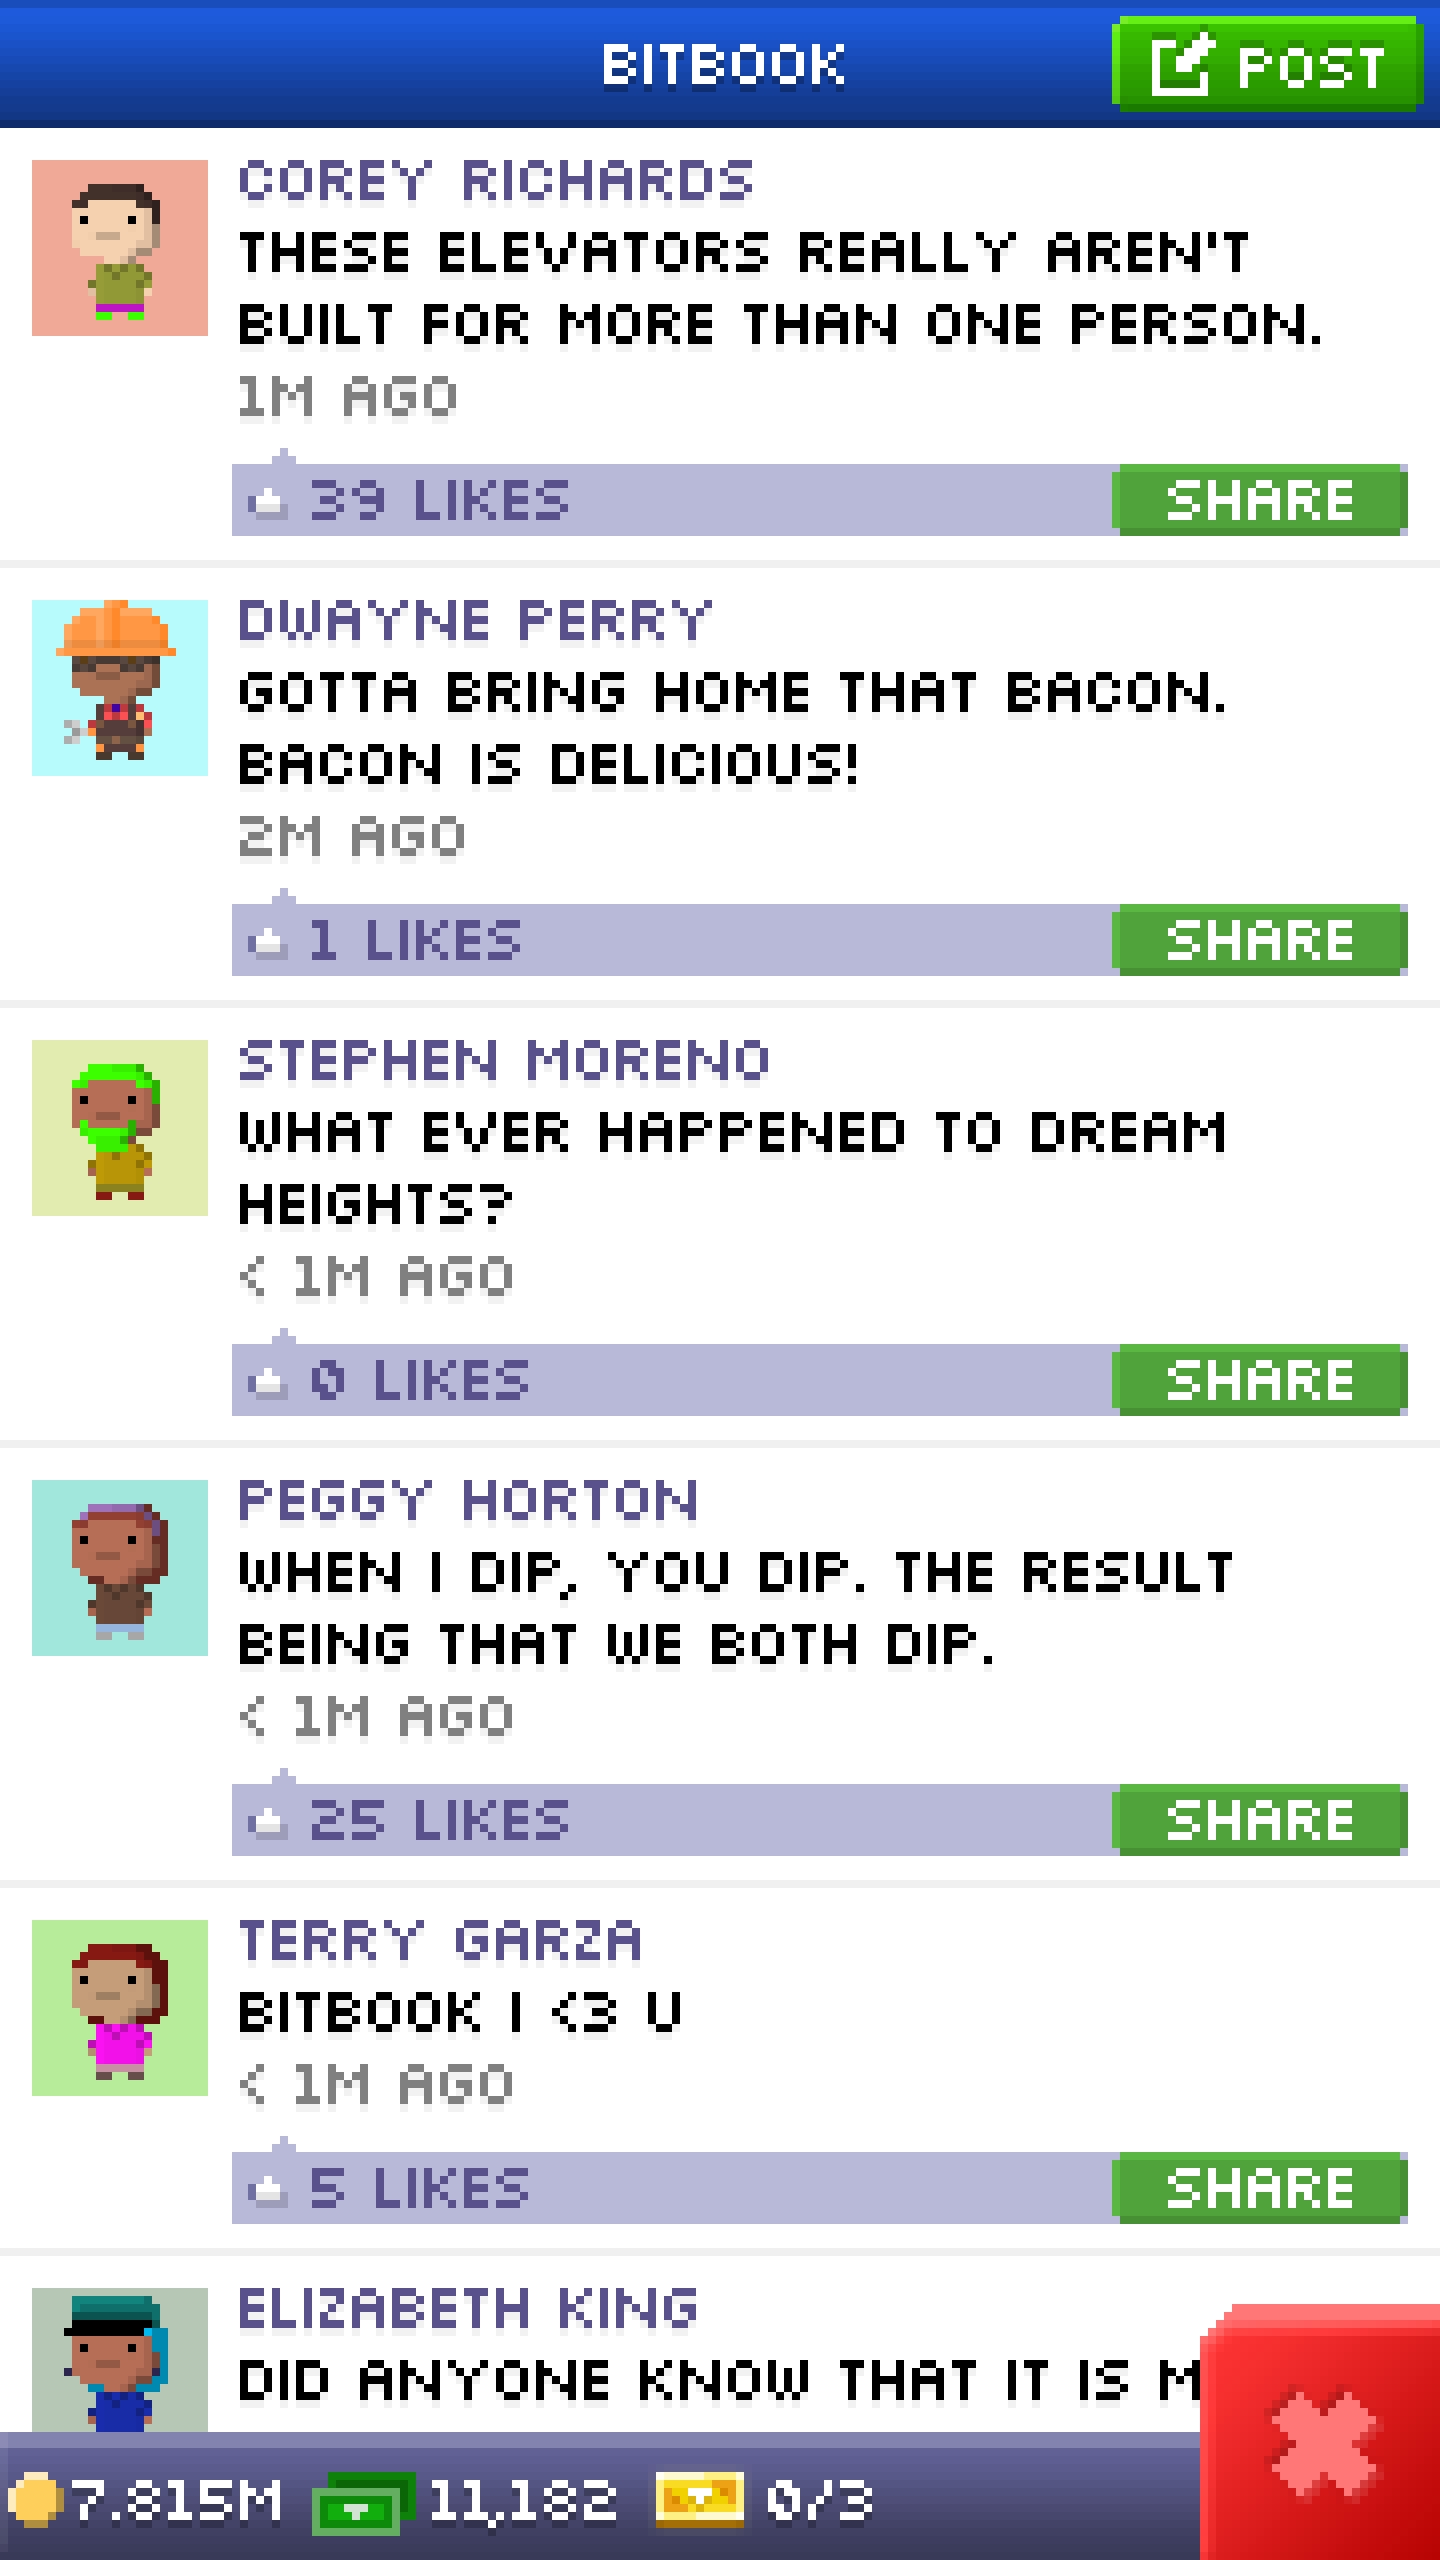 BITBOOK
POST
COREY RICHARDS
THESE ELEVATORS REALLY AREN'T
BUILT FOR MORE THAN ONE PERSON.
1M AGO
39 LIKES
SHARE
DWAYNE PERRY
GOTTA BRING HOME THAT BACON.
BACON IS DELICIOUS!
2M AGO
1 LIKES
SHARE
STEPHEN MORENO
WHAT EVER HAPPENED TO DREAM
HEIGHTS?
< 1M AGO
0 LIKES
SHARE
PEGGY HORTON
WHEN I DIP, YOU DIP. THE RESULT
BEING THAT WE BOTH DIP.
< 1M AGO
25 LIKES
SHARE
TERRY GARZA
BITBOOK I <3 U
< 1M AGO
5 LIKES
SHARE
ELIZABETH KING
DID ANYONE KNOW THAT IT IS
7.815M
11,182
0/3